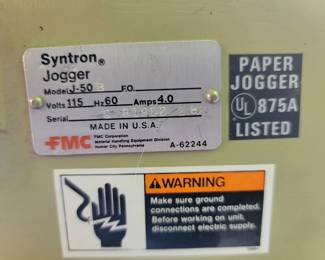 Syntron®
Jogger
Model J-50 B FO
Volts 115 Hz 60 Amps 4.0
Serial
MADE IN U.S.A.
FMC FMC Corporation
Material Handling Equipment Division
Homer City Pennsylvania
A-62244
PAPER
JOGGER
UL 875A
LISTED
WARNING
Make sure ground
connections are completed.
Before working on unit,
disconnect electric supply.